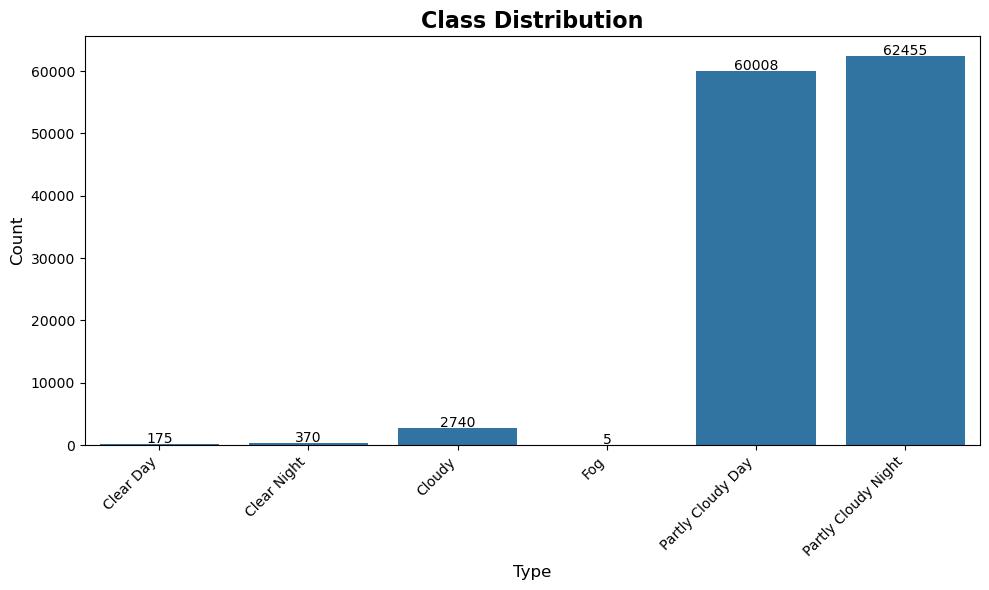 Class Distribution
Count
60000
50000
40000
30000
20000
10000
0
175
370
2740
5
60008
62455
Clear Day
Clear Night
Cloudy
Fog
Partly Cloudy Day
Partly Cloudy Night
Type